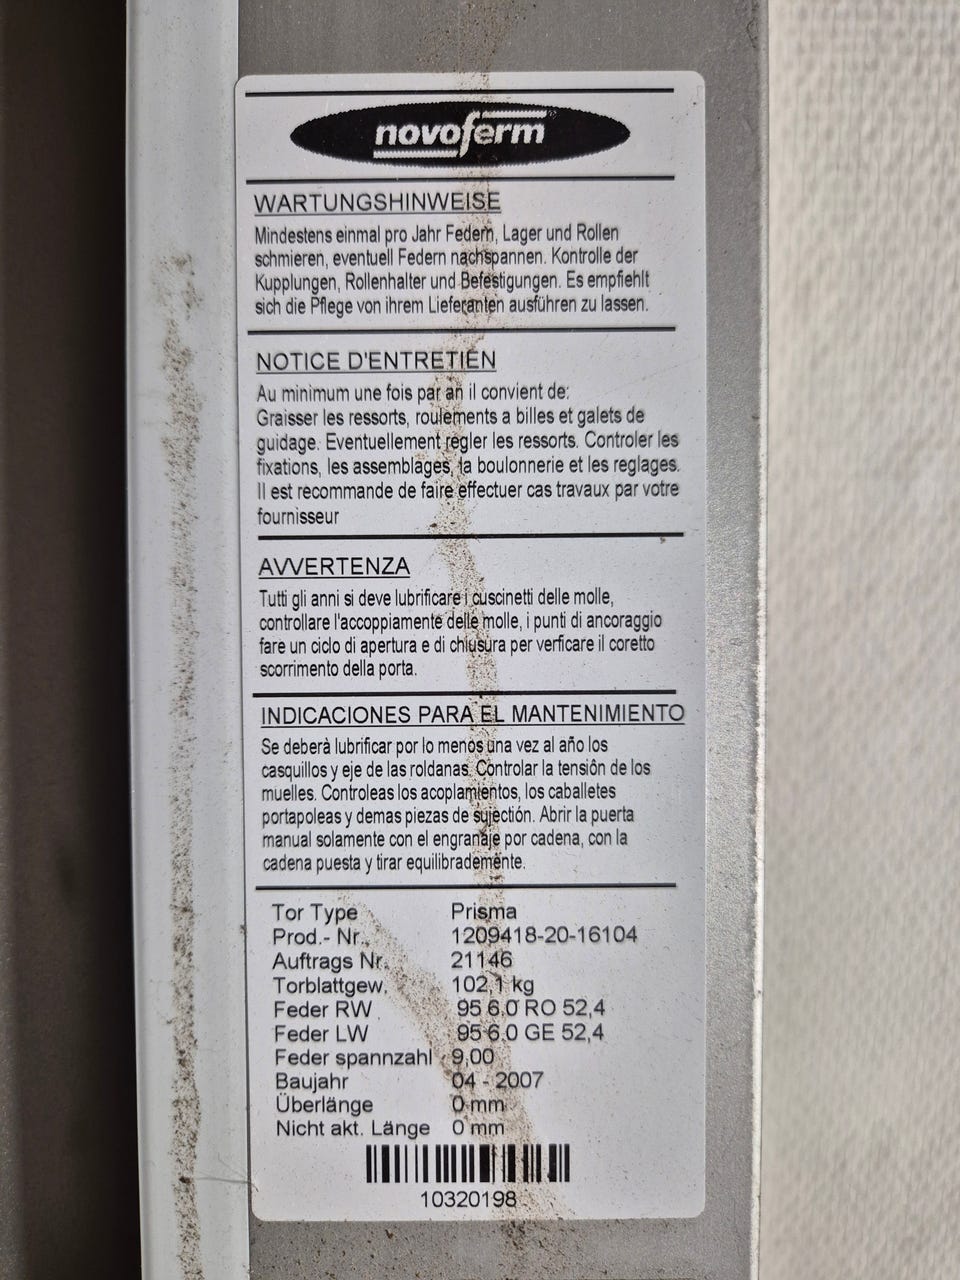 novoferm
WARTUNGSHINWEISE
Mindestens einmal pro Jahr Federn, Lager und Rollen
schmieren, eventuell Federn nachspannen. Kontrolle der
Kupplungen, Rollenhalter und Befestigungen. Es empfiehlt
sich die Pflege von ihrem Lieferanten ausführen zu lassen.
NOTICE D'ENTRETIEN
Au minimum une fois par an il convient de:
Graisser les ressorts, roulements a billes et galets de
guidage. Eventuellement regler les ressorts. Controler les
fixations, les assemblages, la boulonnerie et les reglages.
Il est recommande de faire effectuer cas travaux par votre
fournisseur
AVVERTENZA
Tutti gli anni si deve lubrificare i cuscinetti delle molle,
controllare l'accoppiamente delle molle, i punti di ancoraggio
fare un ciclo di apertura e di chiusura per verficare il coretto
scorrimento della porta.
INDICACIONES PARA EL MANTENIMIENTO
Se deberà lubrificar por lo menos una vez al año los
casquillos y eje de las roldanas. Controlar la tensiôn de los
muelles. Controleas los acoplamientos, los caballetes
portapoleas y demas piezas de sujectión. Abrir la puerta
manual solamente con el engranaje por cadena, con la
cadena puesta y tirar equilibrademente.
Tor Type Prisma
Prod.- Nr. 1209418-20-16104
Auftrags Nr. 21146
Torblattgew. 102,1 kg
Feder RW 95 6.0 RO 52,4
Feder LW 95 6.0 GE 52,4
Feder spannzahl 9,00
Baujahr 04 - 2007
Überlänge 0 mm
Nicht akt. Länge 0 mm
10320198